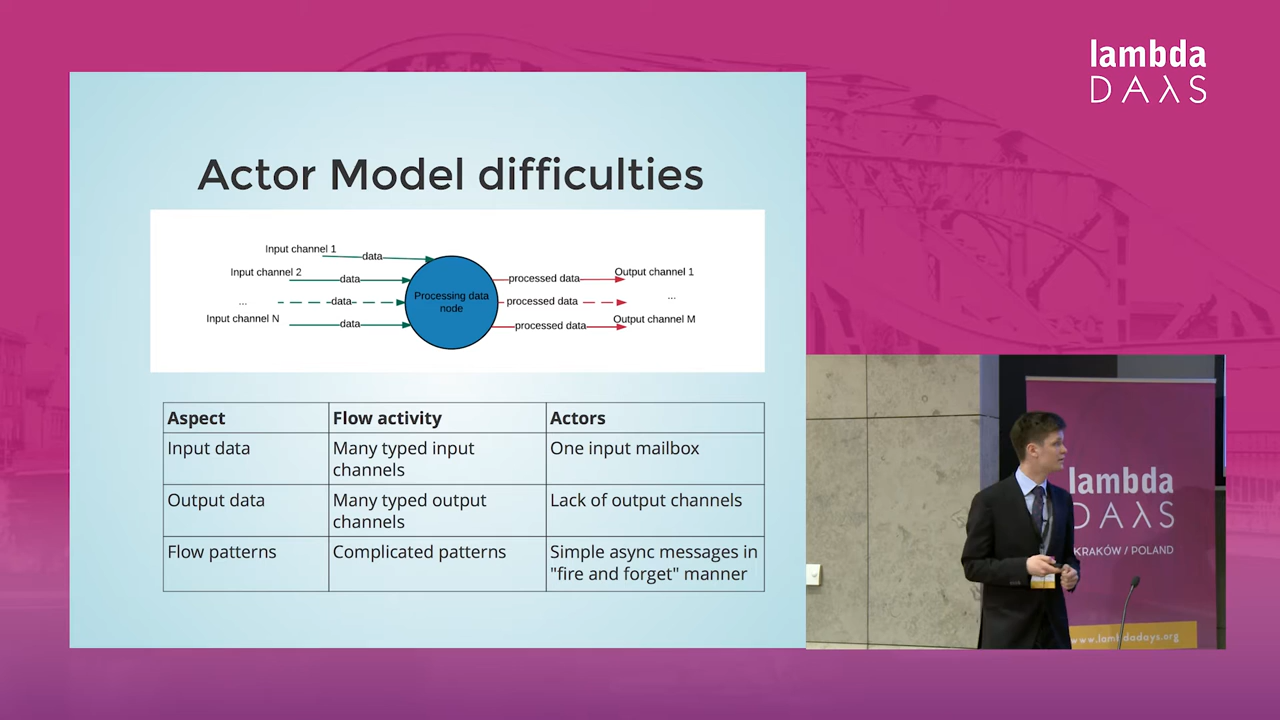 lambda
DAλS
Actor Model difficulties
Input channel 1
data
Input channel 2
data
...
data
Input channel N
data
Processing data
node
processed data
Output channel 1
processed data
...
processed data
Output channel M
Aspect
Flow activity
Actors
Input data
Many typed input
channels
One input mailbox
Output data
Many typed output
channels
Lack of output channels
Flow patterns
Complicated patterns
Simple async messages in
"fire and forget" manner
lambda
DAλS
KRAKÓW / POLAND
www.lambdadays.org